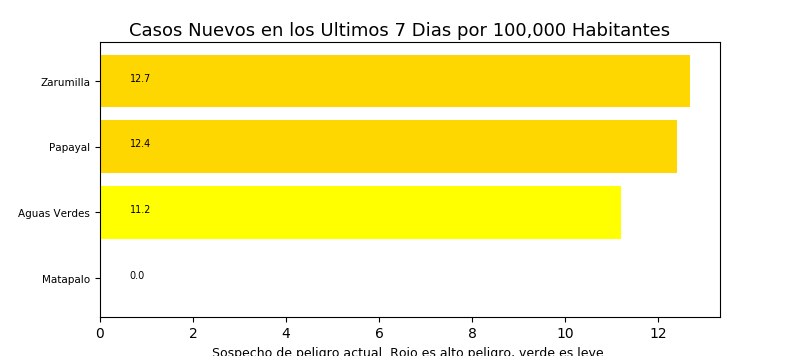 Casos Nuevos en los Ultimos 7 Dias por 100,000 Habitantes
Zarumilla 12.7
Papayal 12.4
Aguas Verdes 11.2
Matapalo 0.0
0 2 4 6 8 10 12
Sospecho de peligro actual. Rojo es alto peligro, verde es leve